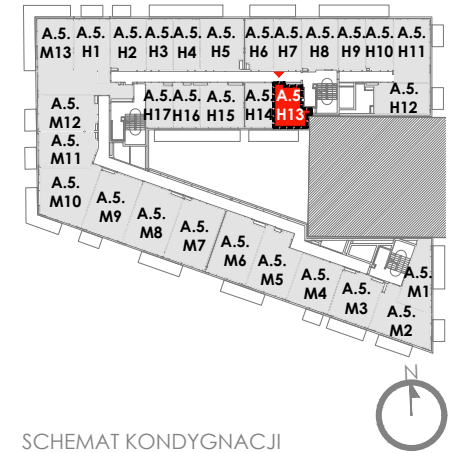 A.5. A.5. A.5. A.5. A.5. A.5. A.5. A.5. A.5. A.5. A.5. A.5.
M13 H1 H2 H3 H4 H5 H6 H7 H8 H9 H10 H11
A.5. A.5. A.5. A.5. A.5. A.5.
H17 H16 H15 H14 H13 H12
A.5.
M12
A.5.
M11
A.5.
M10
A.5.
M9
A.5.
M8
A.5.
M7
A.5.
M6
A.5.
M5
A.5.
M4
A.5.
M3
A.5.
M1
A.5.
M2
N
SCHEMAT KONDYGNACJI